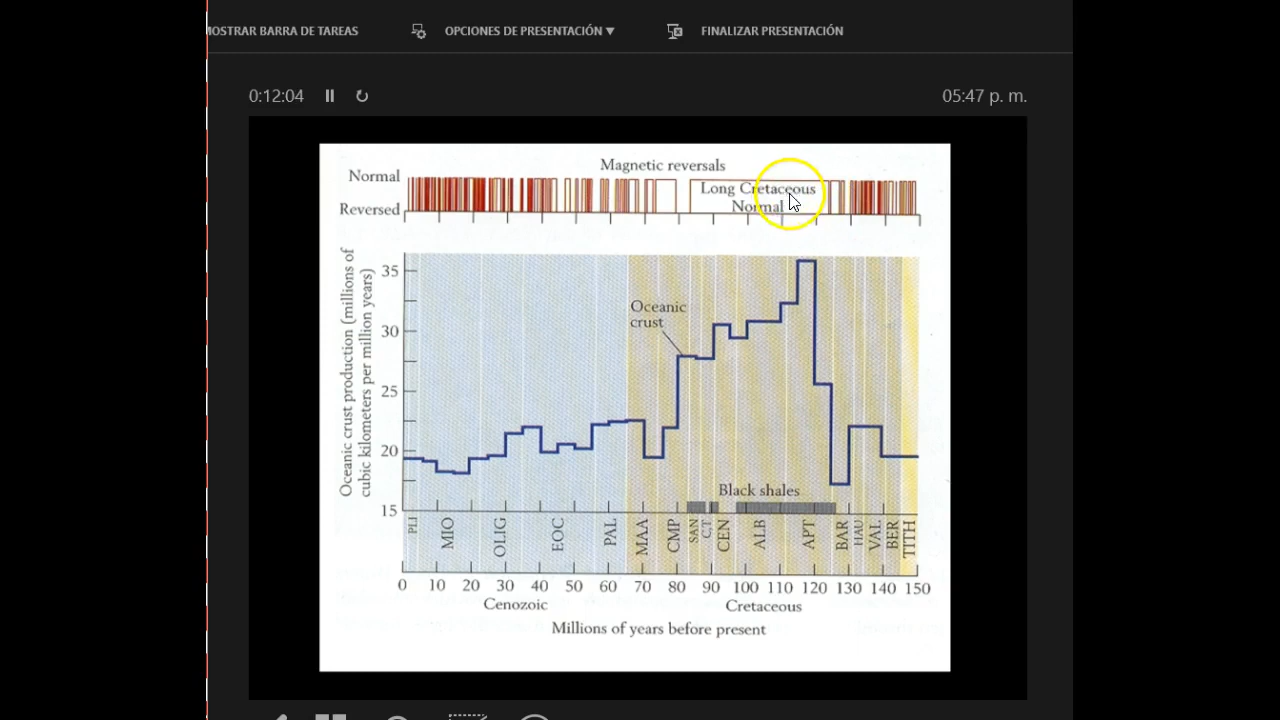 MOSTRAR BARRA DE TAREAS OPCIONES DE PRESENTACIÓN ▼ FINALIZAR PRESENTACIÓN
0:12:04 05:47 p. m.
Magnetic reversals
Normal
Long Cretaceous
Normal
Reversed
Oceanic crust production (millions of
cubic kilometers per million years)
35
30
25
20
15
Oceanic
crust
Black shales
PLI MIO OLIG EOC PAL MAA CMP SAN C.T. CEN ALB APT BAR HAU VAL BER TITH
0 10 20 30 40 50 60 70 80 90 100 110 120 130 140 150
Cenozoic Cretaceous
Millions of years before present